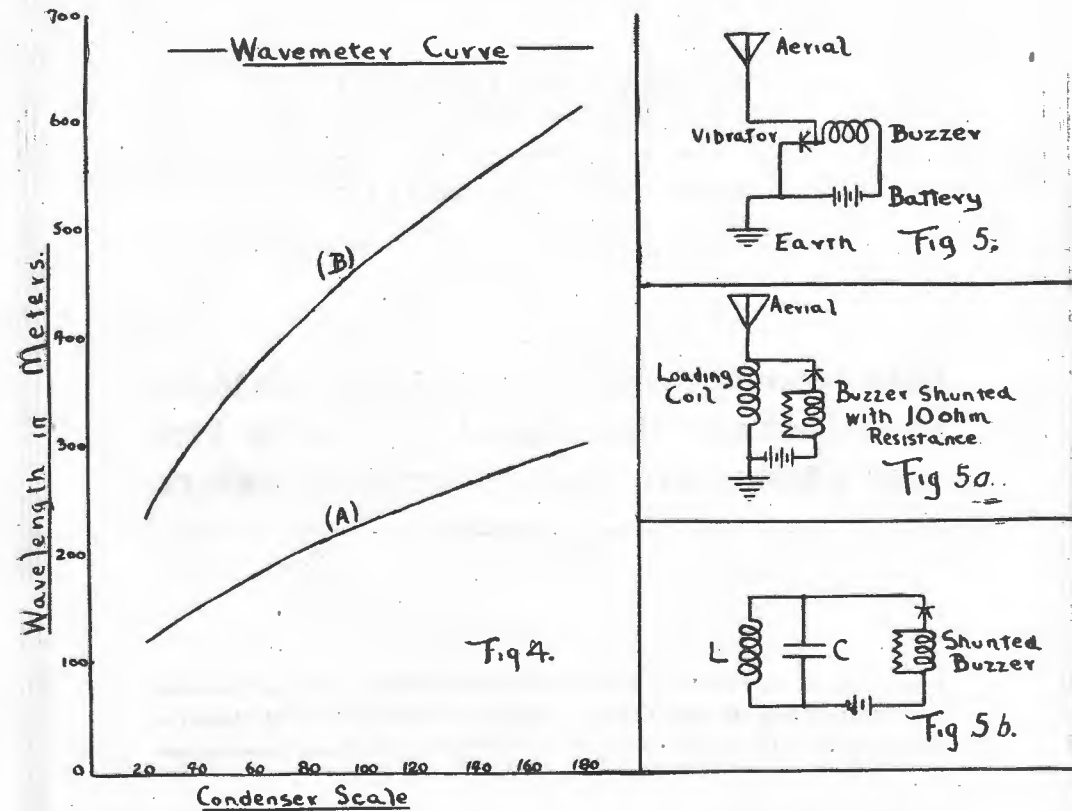 Wavemeter Curve
700
600
500
400
300
200
100
0
Wavelength in Meters.
(B)
(A)
Fig 4.
20 40 60 80 100 120 140 160 180
Condenser Scale
Aerial
Vibrator
Buzzer
Battery
Earth
Fig 5;
Aerial
Loading
Coil
Buzzer Shunted
with 10 ohm
Resistance.
Fig 5a.
L
C
Shunted
Buzzer
Fig 5b.